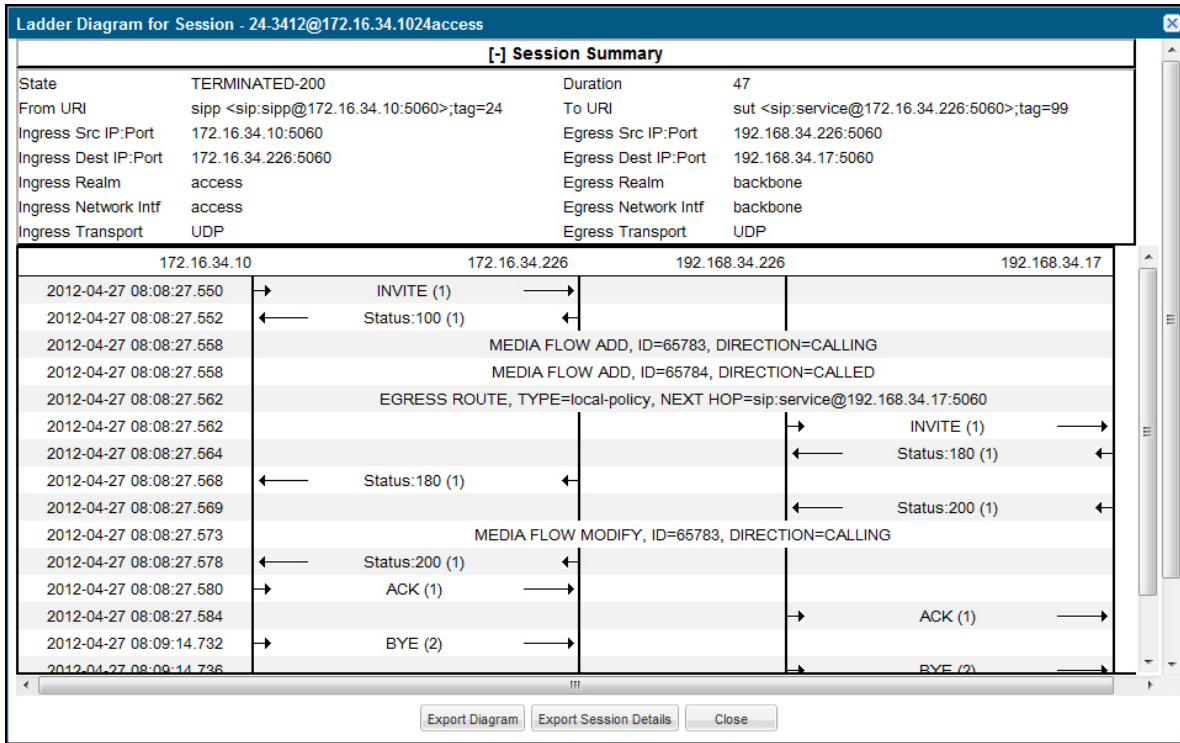 Ladder Diagram for Session - 24-3412@172.16.34.1024access
[-] Session Summary
State TERMINATED-200 Duration 47
From URI sipp <sip:sipp@172.16.34.10:5060>;tag=24 To URI sut <sip:service@172.16.34.226:5060>;tag=99
Ingress Src IP:Port 172.16.34.10:5060 Egress Src IP:Port 192.168.34.226:5060
Ingress Dest IP:Port 172.16.34.226:5060 Egress Dest IP:Port 192.168.34.17:5060
Ingress Realm access Egress Realm backbone
Ingress Network Intf access Egress Network Intf backbone
Ingress Transport UDP Egress Transport UDP
172.16.34.10 172.16.34.226 192.168.34.226 192.168.34.17
2012-04-27 08:08:27.550 INVITE (1)
2012-04-27 08:08:27.552 Status:100 (1)
2012-04-27 08:08:27.558 MEDIA FLOW ADD, ID=65783, DIRECTION=CALLING
2012-04-27 08:08:27.558 MEDIA FLOW ADD, ID=65784, DIRECTION=CALLED
2012-04-27 08:08:27.562 EGRESS ROUTE, TYPE=local-policy, NEXT HOP=sip:service@192.168.34.17:5060
2012-04-27 08:08:27.562 INVITE (1)
2012-04-27 08:08:27.564 Status:180 (1)
2012-04-27 08:08:27.568 Status:180 (1)
2012-04-27 08:08:27.569 Status:200 (1)
2012-04-27 08:08:27.573 MEDIA FLOW MODIFY, ID=65783, DIRECTION=CALLING
2012-04-27 08:08:27.578 Status:200 (1)
2012-04-27 08:08:27.580 ACK (1)
2012-04-27 08:08:27.584 ACK (1)
2012-04-27 08:09:14.732 BYE (2)
2012-04-27 08:09:14.736 BYE (2)
Export Diagram Export Session Details Close